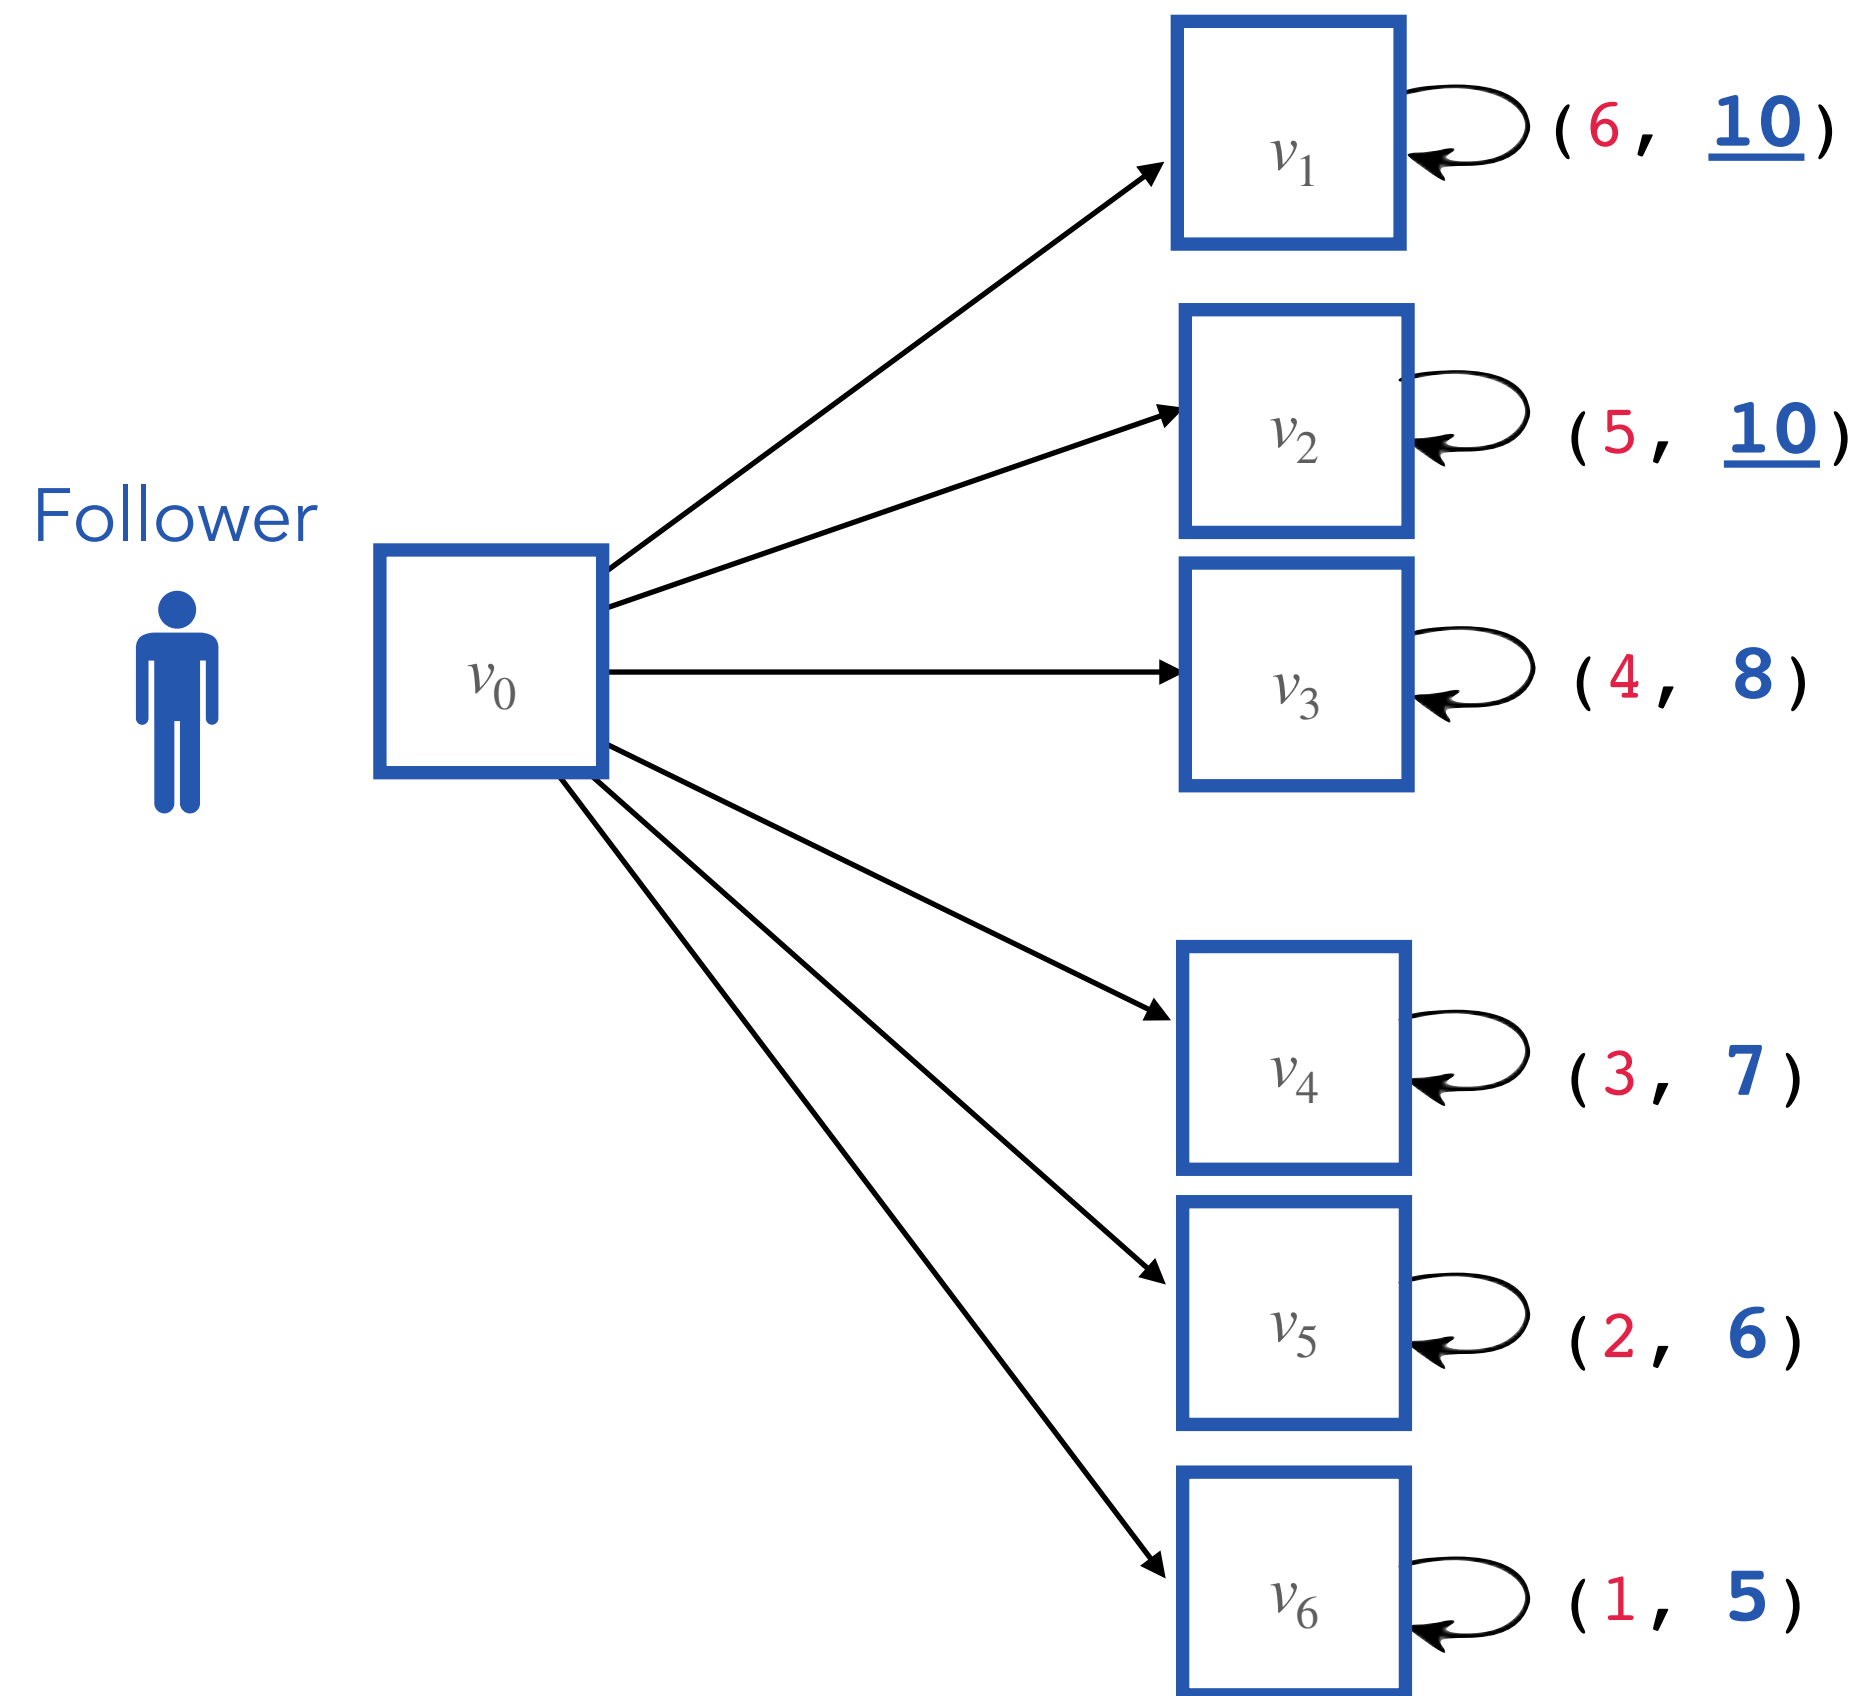 v1 (6, 10)
v2 (5, 10)
Follower
v0
v3 (4, 8)
v4 (3, 7)
v5 (2, 6)
v6 (1, 5)